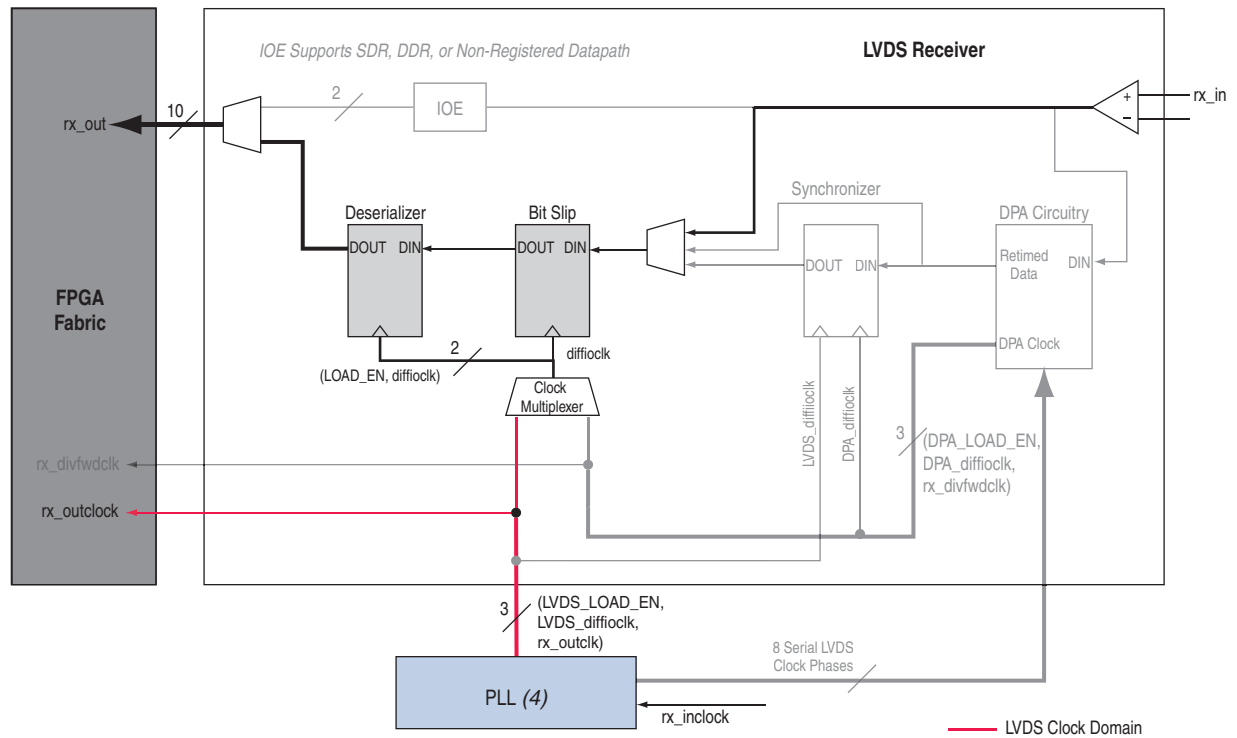 IOE Supports SDR, DDR, or Non-Registered Datapath
LVDS Receiver
2
IOE
+
–
rx_in
10
rx_out
Synchronizer
Deserializer
Bit Slip
DPA Circuitry
DOUT DIN
DOUT DIN
DOUT DIN
Retimed
Data
DIN
FPGA
Fabric
DPA Clock
2
diffioclk
(LOAD_EN, diffioclk)
Clock
Multiplexer
LVDS_diffiioclk
DPA_diffioclk
3
(DPA_LOAD_EN,
DPA_diffioclk,
rx_divfwdclk)
rx_divfwdclk
rx_outclock
3
(LVDS_LOAD_EN,
LVDS_diffioclk,
rx_outclk)
8 Serial LVDS
Clock Phases
PLL (4)
rx_inclock
LVDS Clock Domain